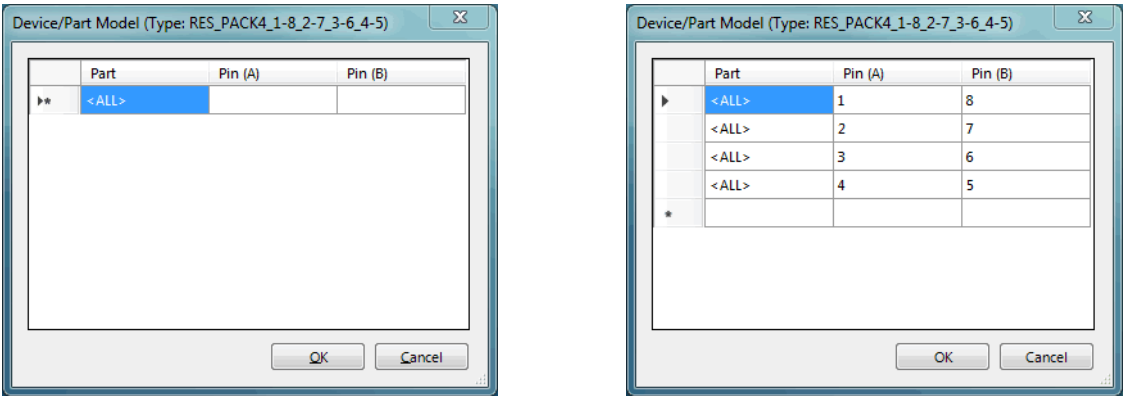 Device/Part Model (Type: RES_PACK4_1-8_2-7_3-6_4-5)
Part Pin (A) Pin (B)
<ALL>
OK Cancel
Device/Part Model (Type: RES_PACK4_1-8_2-7_3-6_4-5)
Part Pin (A) Pin (B)
<ALL> 1 8
<ALL> 2 7
<ALL> 3 6
<ALL> 4 5
*
OK Cancel